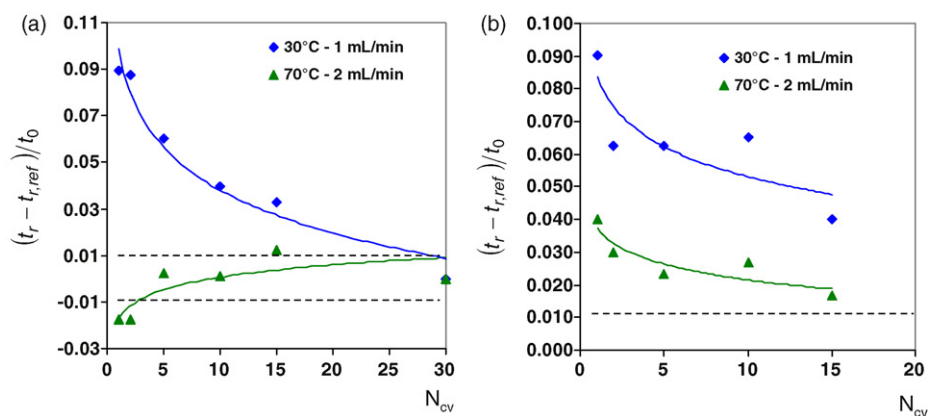 (a)
(t_r − t_r,ref)/t_0
0.11
0.09
0.07
0.05
0.03
0.01
-0.01
-0.03
30°C - 1 mL/min
70°C - 2 mL/min
0 5 10 15 20 25 30
N_cv
(b)
(t_r − t_r,ref)/t_0
0.100
0.090
0.080
0.070
0.060
0.050
0.040
0.030
0.020
0.010
0.000
30°C - 1 mL/min
70°C - 2 mL/min
0 5 10 15 20
N_cv